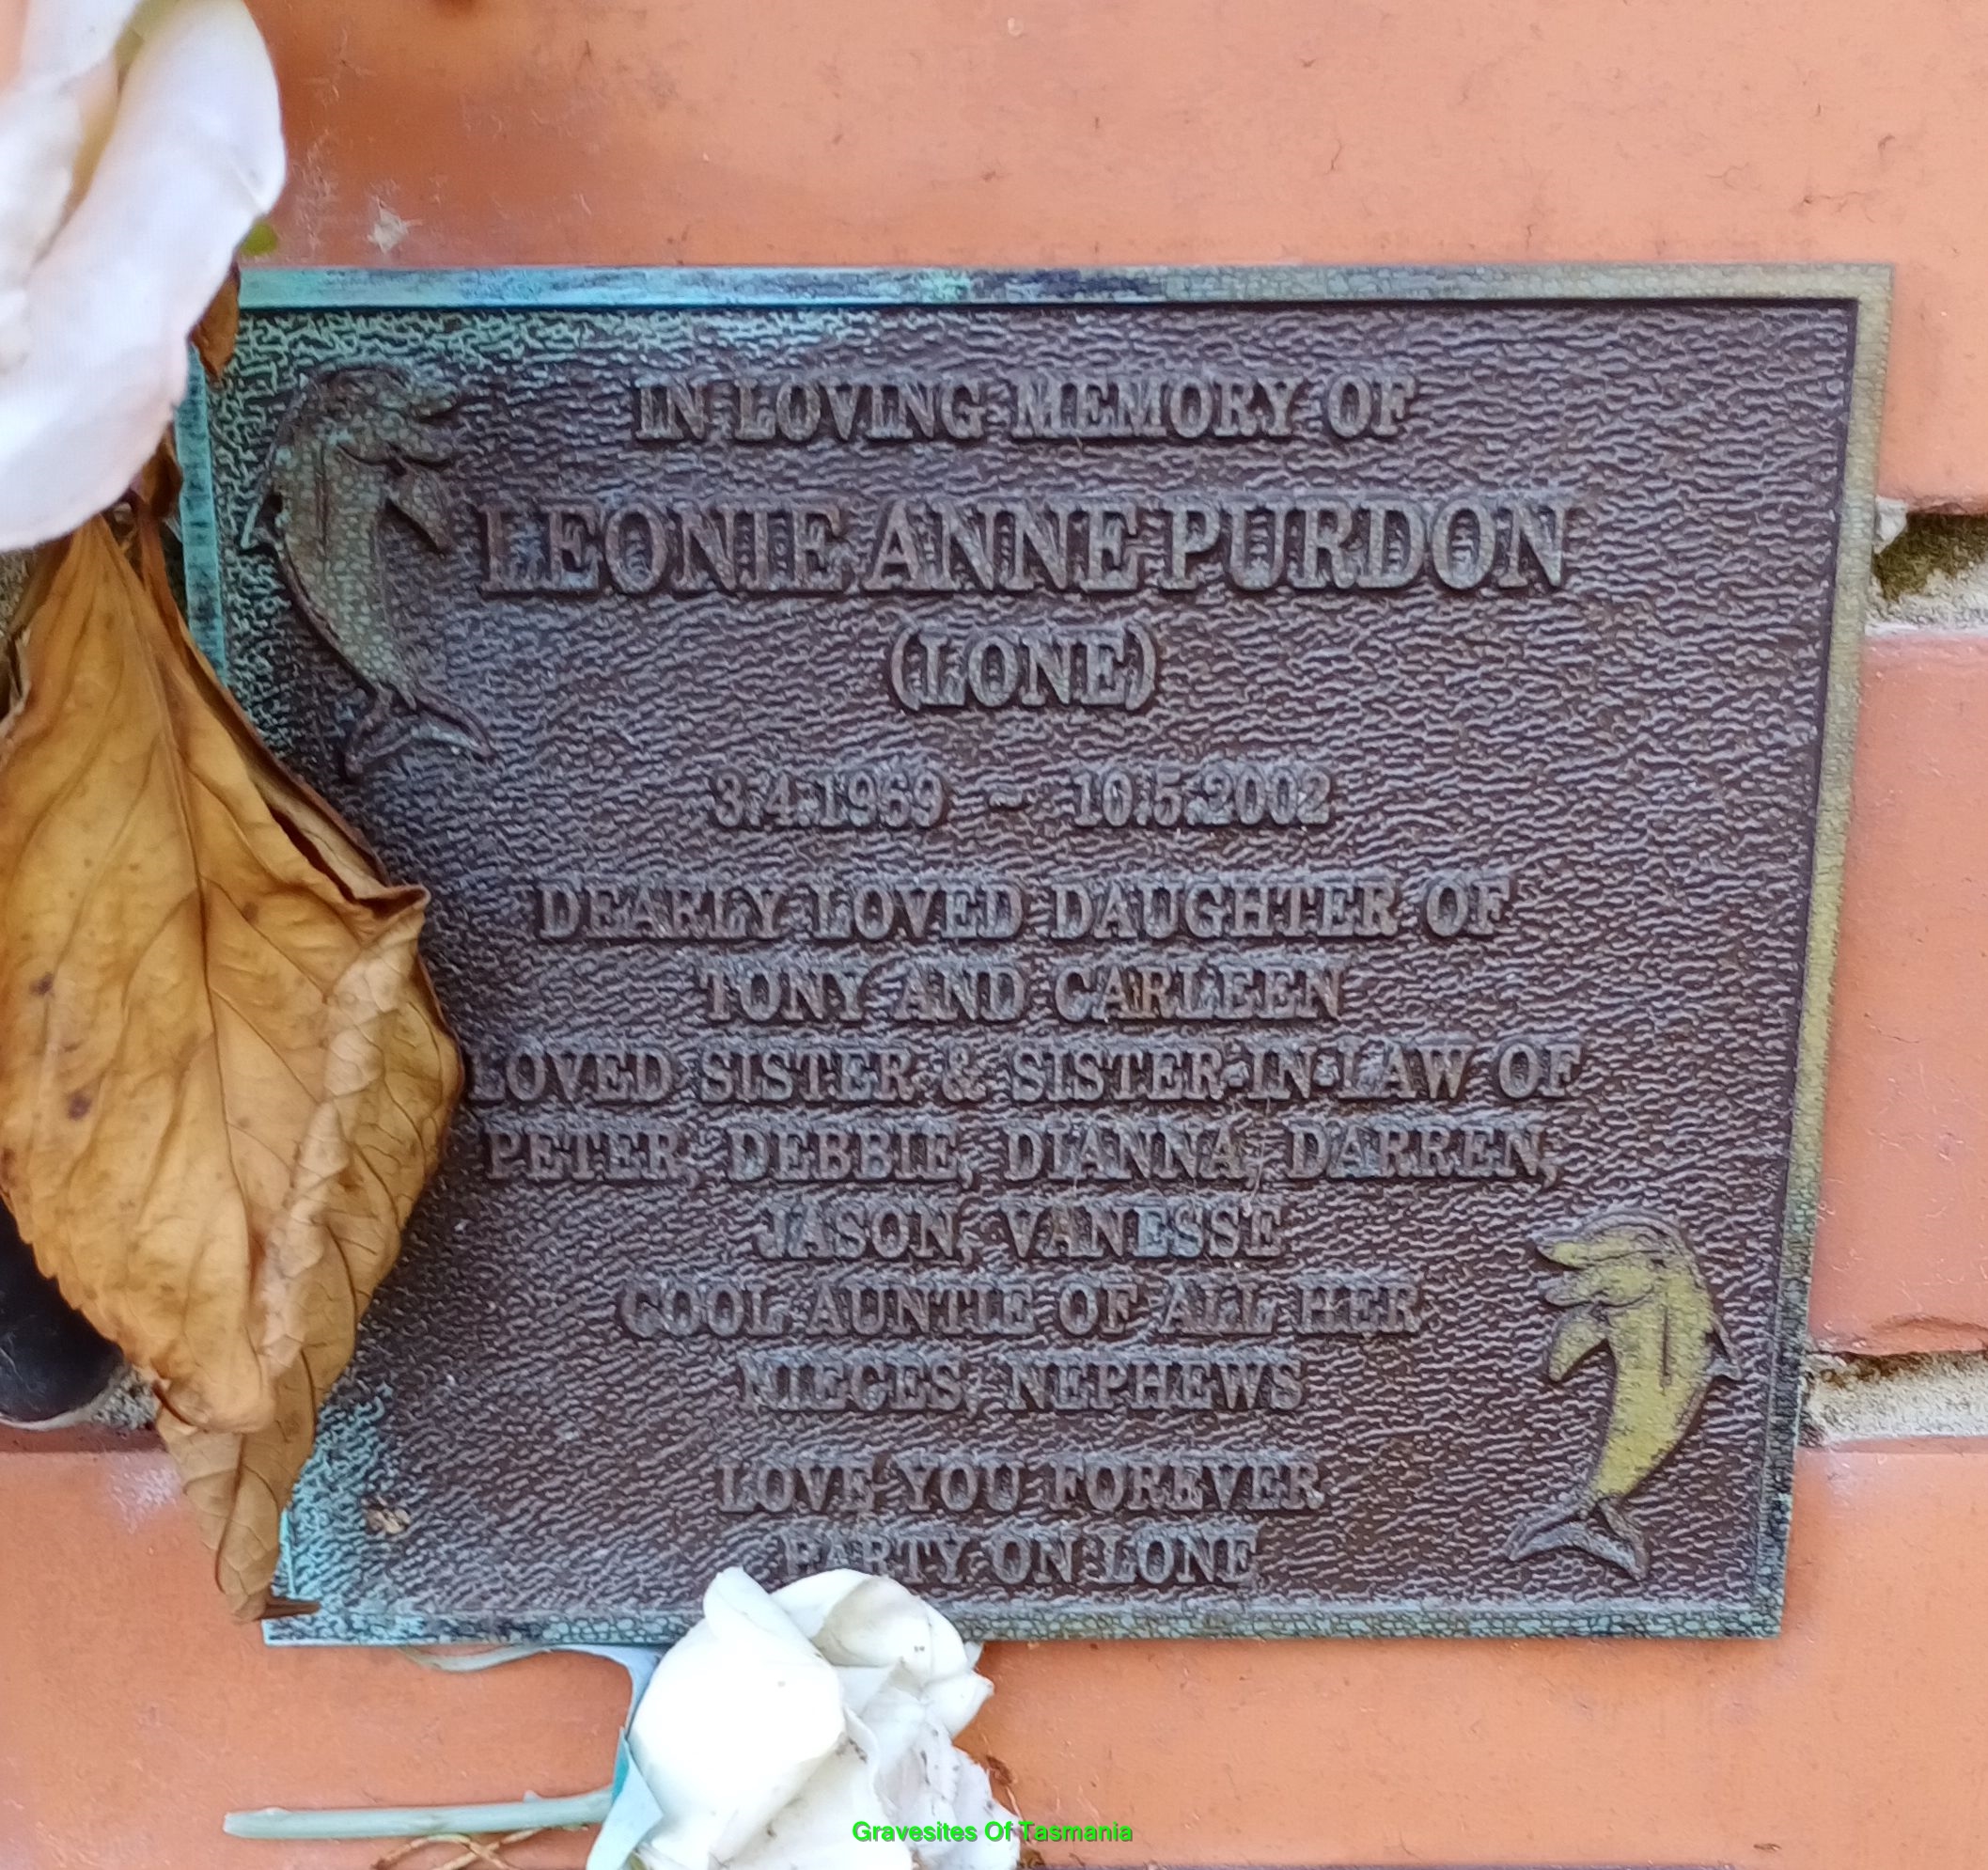 IN LOVING MEMORY OF
LEONIE ANNE PURDON
(LONE)
3.4.1969 ~ 10.5.2002
DEARLY LOVED DAUGHTER OF
TONY AND CARLEEN
LOVED SISTER & SISTER-IN-LAW OF
PETER, DEBBIE, DIANNA, DARREN,
JASON, VANESSE
COOL AUNTIE OF ALL HER
NIECES, NEPHEWS
LOVE YOU FOREVER
PARTY ON LONE
Gravesites Of Tasmania